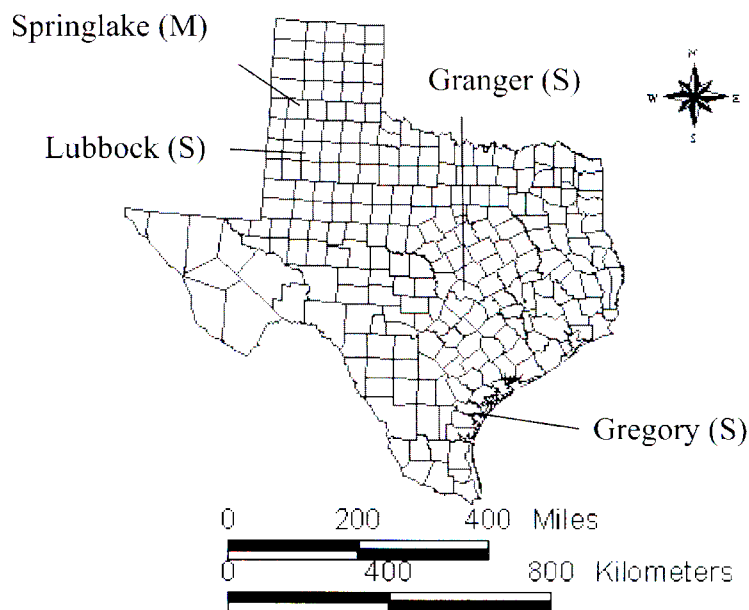 Springlake (M)
Granger (S)
Lubbock (S)
N
W E
S
Gregory (S)
0 200 400 Miles
0 400 800 Kilometers